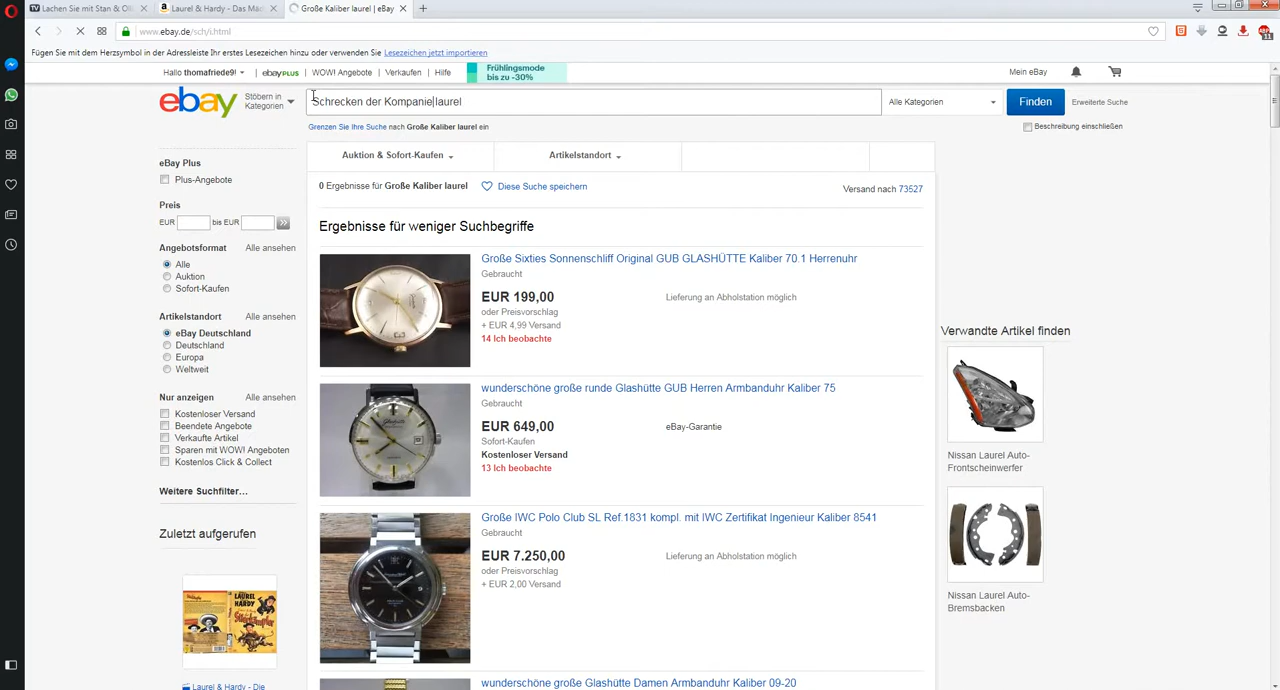 Lachen Sie mit Stan & Olli
Laurel & Hardy - Das Mäd
Große Kaliber laurel | eBay
www.ebay.de/sch/i.html
Fügen Sie mit dem Herzsymbol in der Adressleiste Ihr erstes Lesezeichen hinzu oder verwenden Sie Lesezeichen jetzt importieren
Hallo thomafriede9! ebay PLUS WOW! Angebote Verkaufen Hilfe
Frühlingsmode
bis zu -30%
Mein eBay
ebay
Stöbern in
Kategorien
Schrecken der Kompanielaurel
Alle Kategorien
Finden
Erweiterte Suche
Grenzen Sie Ihre Suche nach Große Kaliber laurel ein
Beschreibung einschließen
Auktion & Sofort-Kaufen
Artikelstandort
0 Ergebnisse für Große Kaliber laurel
Diese Suche speichern
Versand nach 73527
eBay Plus
Plus-Angebote
Preis
EUR bis EUR
Angebotsformat Alle ansehen
Alle
Auktion
Sofort-Kaufen
Artikelstandort Alle ansehen
eBay Deutschland
Deutschland
Europa
Weltweit
Nur anzeigen Alle ansehen
Kostenloser Versand
Beendete Angebote
Verkaufte Artikel
Sparen mit WOW! Angeboten
Kostenlos Click & Collect
Weitere Suchfilter...
Zuletzt aufgerufen
LAUREL
HARDY
Laurel & Hardy - Die
Ergebnisse für weniger Suchbegriffe
Große Sixties Sonnenschliff Original GUB GLASHÜTTE Kaliber 70.1 Herrenuhr
Gebraucht
EUR 199,00
Lieferung an Abholstation möglich
oder Preisvorschlag
+ EUR 4,99 Versand
14 Ich beobachte
wunderschöne große runde Glashütte GUB Herren Armbanduhr Kaliber 75
Gebraucht
EUR 649,00
eBay-Garantie
Sofort-Kaufen
Kostenloser Versand
13 Ich beobachte
Große IWC Polo Club SL Ref.1831 kompl. mit IWC Zertifikat Ingenieur Kaliber 8541
Gebraucht
EUR 7.250,00
Lieferung an Abholstation möglich
oder Preisvorschlag
+ EUR 2,00 Versand
wunderschöne große Glashütte Damen Armbanduhr Kaliber 09-20
Verwandte Artikel finden
Nissan Laurel Auto-
Frontscheinwerfer
Nissan Laurel Auto-
Bremsbacken